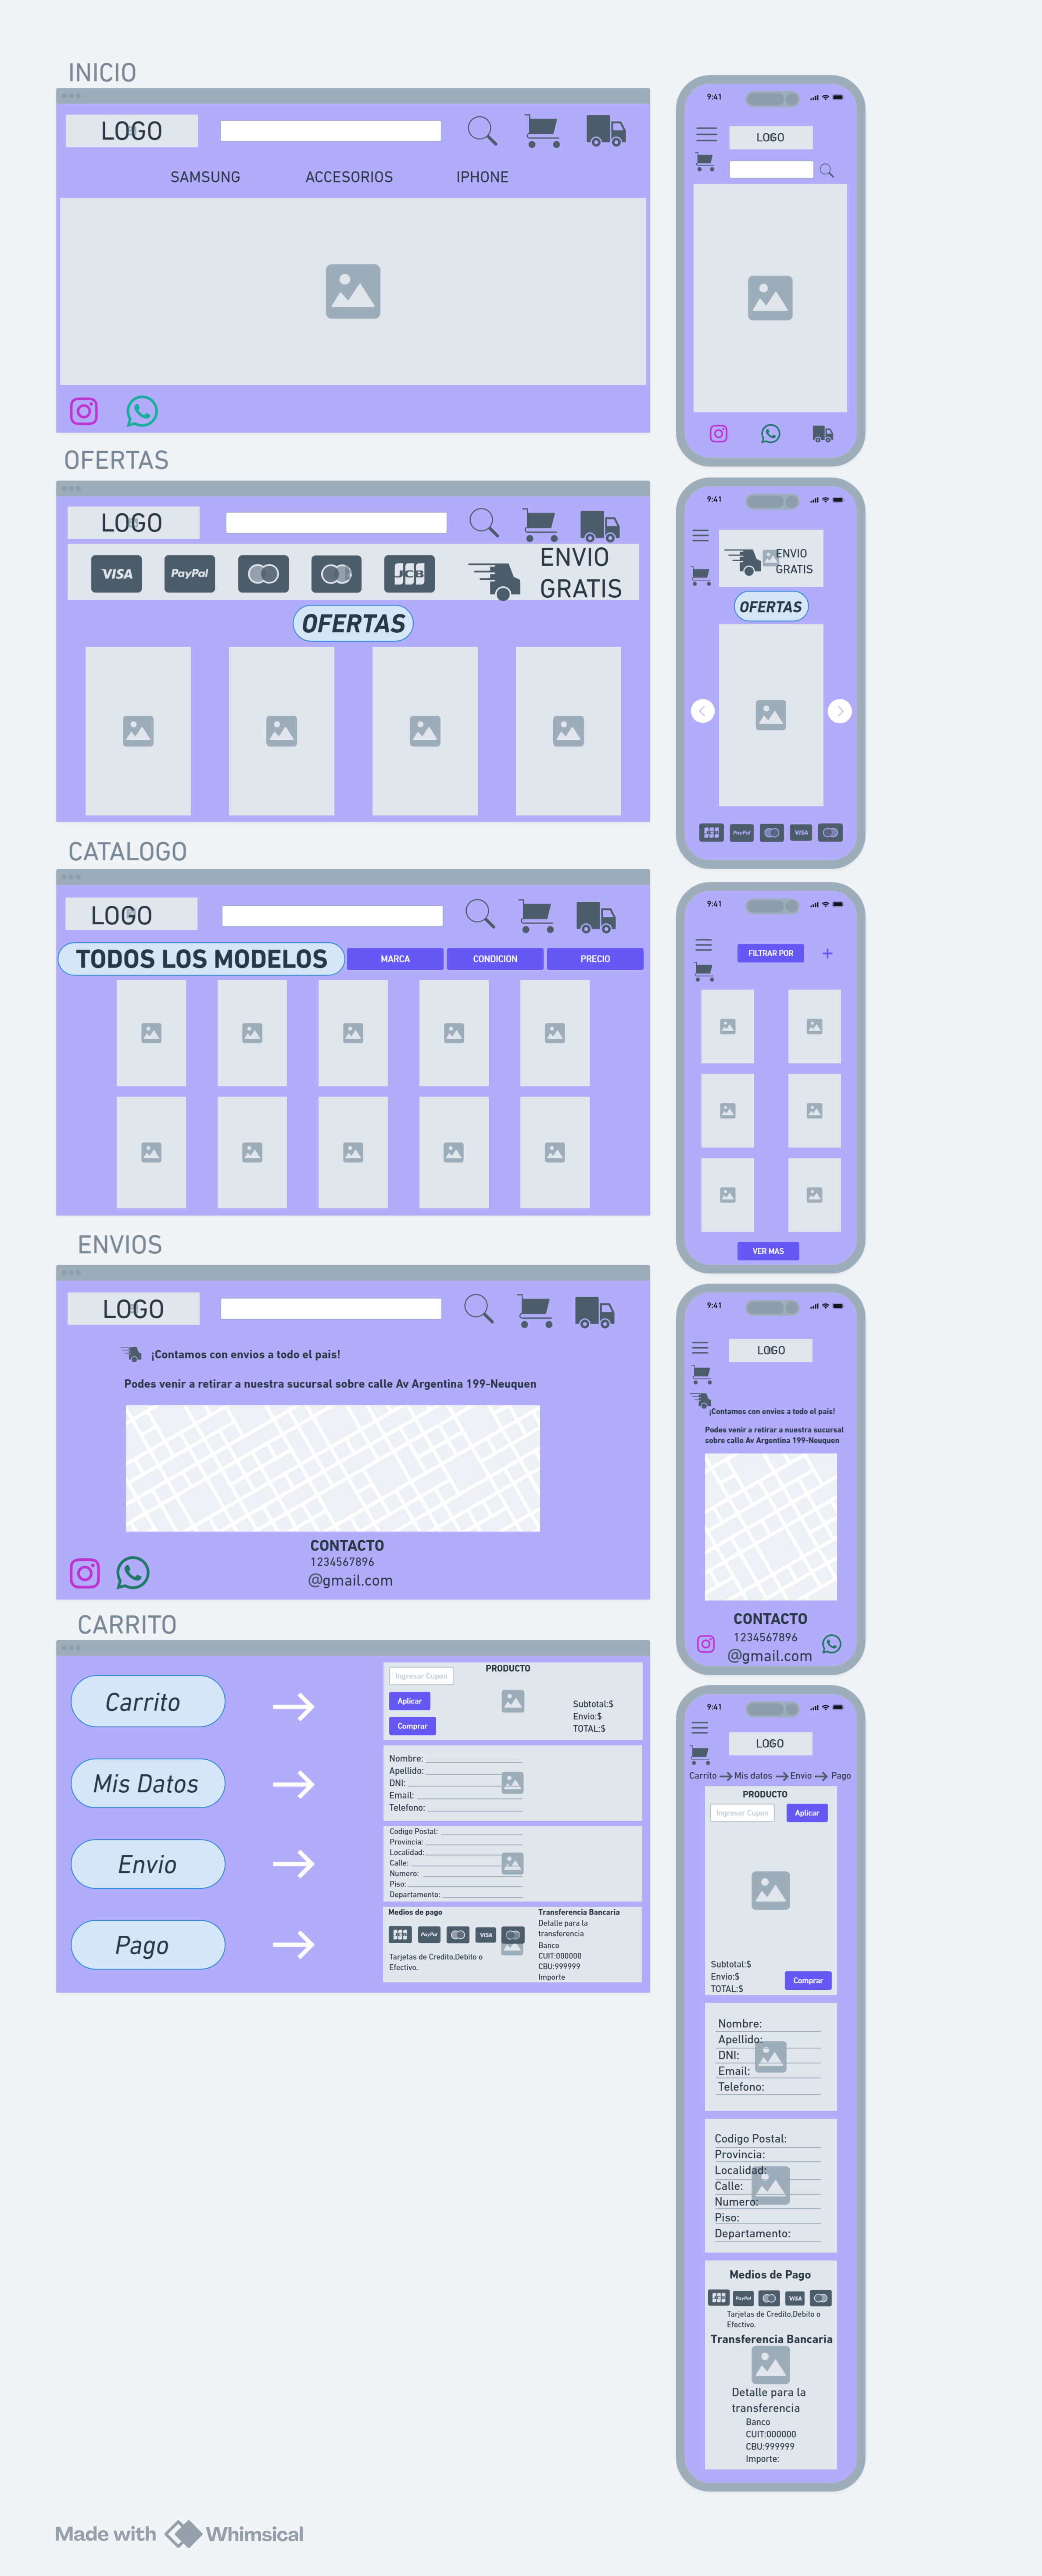 INICIO
LOGO
SAMSUNG ACCESORIOS IPHONE
9:41
LOGO
OFERTAS
LOGO
VISA PayPal JCB
ENVIO
GRATIS
OFERTAS
9:41
ENVIO
GRATIS
OFERTAS
JCB PayPal VISA
CATALOGO
LOGO
TODOS LOS MODELOS MARCA CONDICION PRECIO
9:41
FILTRAR POR
VER MAS
ENVIOS
LOGO
¡Contamos con envios a todo el pais!
Podes venir a retirar a nuestra sucursal sobre calle Av Argentina 199-Neuquen
CONTACTO
1234567896
@gmail.com
9:41
LOGO
¡Contamos con envios a todo el pais!
Podes venir a retirar a nuestra sucursal
sobre calle Av Argentina 199-Neuquen
CONTACTO
1234567896
@gmail.com
CARRITO
Carrito
Mis Datos
Envio
Pago
Ingresar Cupon
PRODUCTO
Aplicar
Comprar
Subtotal:$
Envio:$
TOTAL:$
Nombre:
Apellido:
DNI:
Email:
Telefono:
Codigo Postal:
Provincia:
Localidad:
Calle:
Numero:
Piso:
Departamento:
Medios de pago
JCB PayPal VISA
Tarjetas de Credito,Debito o
Efectivo.
Transferencia Bancaria
Detalle para la
transferencia
Banco
CUIT:000000
CBU:999999
Importe
9:41
LOGO
Carrito Mis datos Envio Pago
PRODUCTO
Ingresar Cupon Aplicar
Subtotal:$
Envio:$
TOTAL:$
Comprar
Nombre:
Apellido:
DNI:
Email:
Telefono:
Codigo Postal:
Provincia:
Localidad:
Calle:
Numero:
Piso:
Departamento:
Medios de Pago
JCB PayPal VISA
Tarjetas de Credito,Debito o
Efectivo.
Transferencia Bancaria
Detalle para la
transferencia
Banco
CUIT:000000
CBU:999999
Importe:
Made with Whimsical